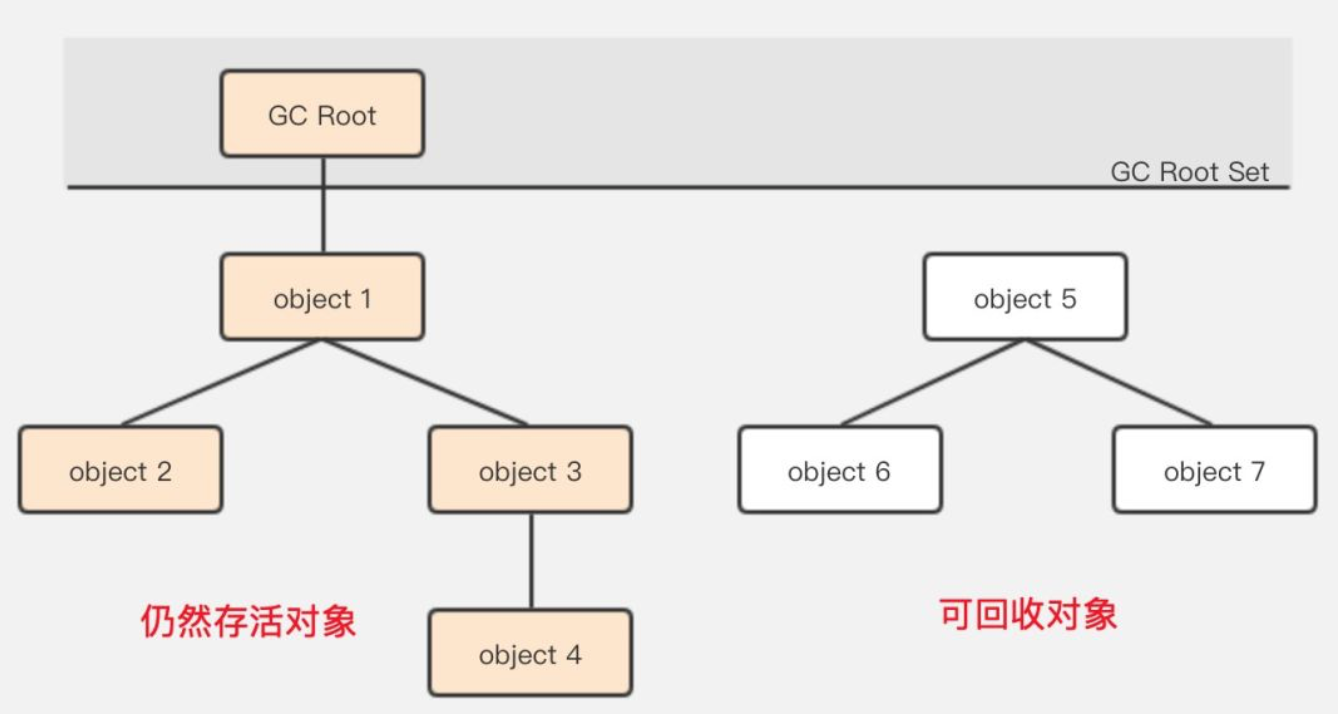 GC Root
GC Root Set
object 1
object 5
object 2
object 3
object 6
object 7
仍然存活对象
可回收对象
object 4